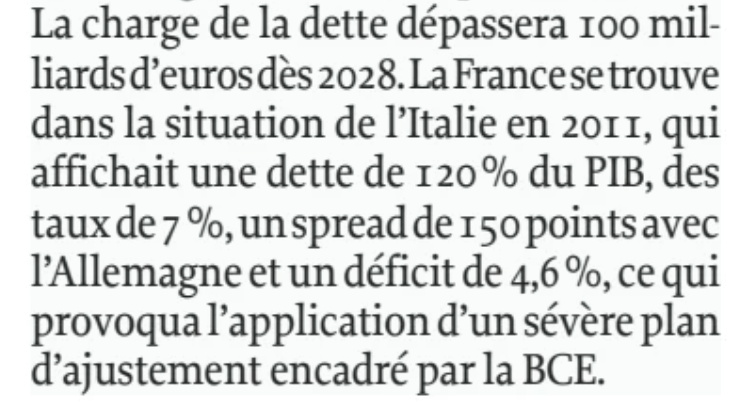 La charge de la dette dépassera 100 mil-
liards d’euros dès 2028. La France se trouve
dans la situation de l’Italie en 2011, qui
affichait une dette de 120 % du PIB, des
taux de 7 %, un spread de 150 points avec
l’Allemagne et un déficit de 4,6 %, ce qui
provoqua l’application d’un sévère plan
d’ajustement encadré par la BCE.